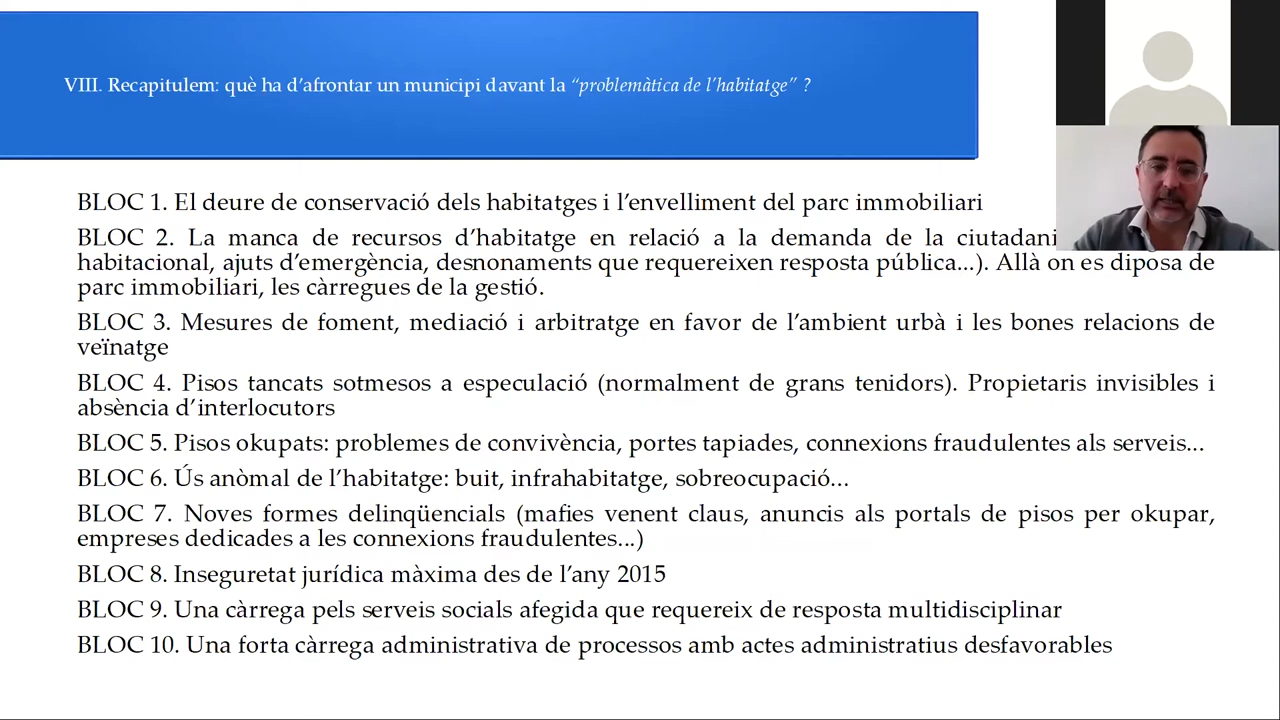 VIII. Recapitulem: què ha d’afrontar un municipi davant la “problemàtica de l’habitatge” ?
BLOC 1. El deure de conservació dels habitatges i l’envelliment del parc immobiliari
BLOC 2. La manca de recursos d’habitatge en relació a la demanda de la
habitacional, ajuts d’emergència, desnonaments que requereixen resposta pública...). Allà on es diposa de
parc immobiliari, les càrregues de la gestió.
BLOC 3. Mesures de foment, mediació i arbitratge en favor de l’ambient urbà i les bones relacions de
veïnatge
BLOC 4. Pisos tancats sotmesos a especulació (normalment de grans tenidors). Propietaris invisibles i
absència d’interlocutors
BLOC 5. Pisos okupats: problemes de convivència, portes tapiades, connexions fraudulentes als serveis...
BLOC 6. Ús anòmal de l’habitatge: buit, infrahabitatge, sobreocupació...
BLOC 7. Noves formes delinqüencials (mafies venent claus, anuncis als portals de pisos per okupar,
empreses dedicades a les connexions fraudulentes...)
BLOC 8. Inseguretat jurídica màxima des de l’any 2015
BLOC 9. Una càrrega pels serveis socials afegida que requereix de resposta multidisciplinar
BLOC 10. Una forta càrrega administrativa de processos amb actes administratius desfavorables